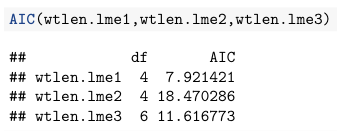 AIC(wtlen.lme1,wtlen.lme2,wtlen.lme3)
## df AIC
## wtlen.lme1 4 7.921421
## wtlen.lme2 4 18.470286
## wtlen.lme3 6 11.616773